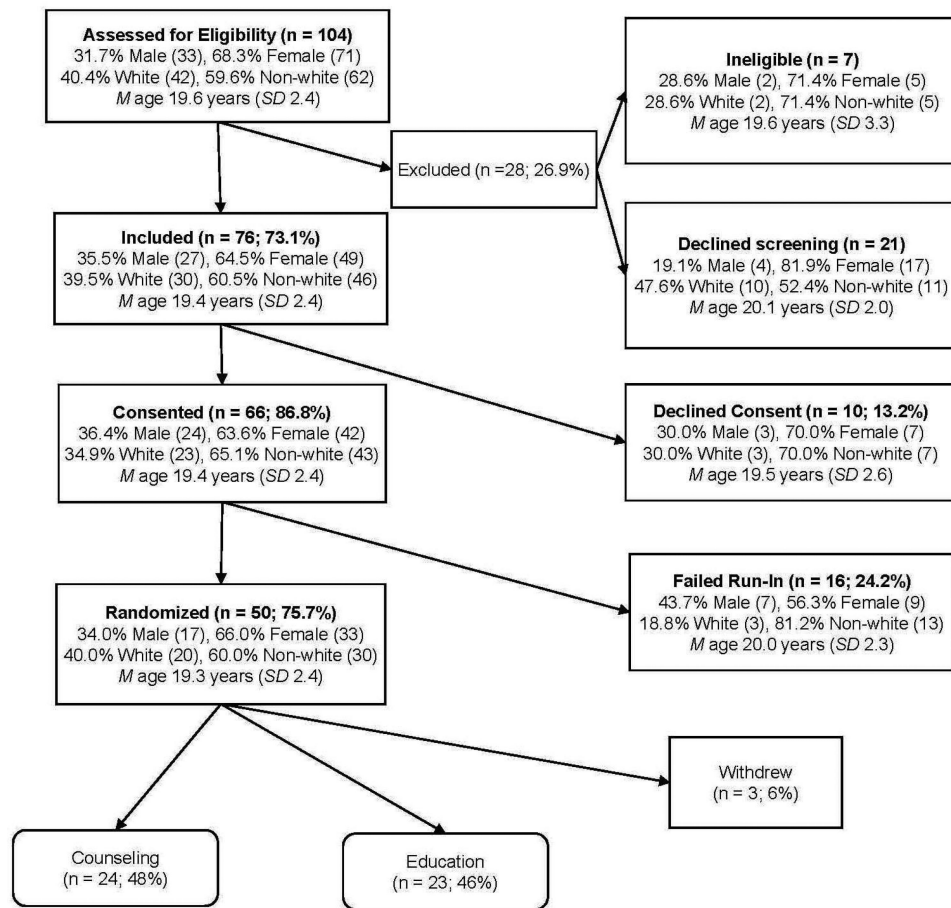 Assessed for Eligibility (n = 104)
31.7% Male (33), 68.3% Female (71)
40.4% White (42), 59.6% Non-white (62)
M age 19.6 years (SD 2.4)
Ineligible (n = 7)
28.6% Male (2), 71.4% Female (5)
28.6% White (2), 71.4% Non-white (5)
M age 19.6 years (SD 3.3)
Excluded (n =28; 26.9%)
Included (n = 76; 73.1%)
35.5% Male (27), 64.5% Female (49)
39.5% White (30), 60.5% Non-white (46)
M age 19.4 years (SD 2.4)
Declined screening (n = 21)
19.1% Male (4), 81.9% Female (17)
47.6% White (10), 52.4% Non-white (11)
M age 20.1 years (SD 2.0)
Consented (n = 66; 86.8%)
36.4% Male (24), 63.6% Female (42)
34.9% White (23), 65.1% Non-white (43)
M age 19.4 years (SD 2.4)
Declined Consent (n = 10; 13.2%)
30.0% Male (3), 70.0% Female (7)
30.0% White (3), 70.0% Non-white (7)
M age 19.5 years (SD 2.6)
Randomized (n = 50; 75.7%)
34.0% Male (17), 66.0% Female (33)
40.0% White (20), 60.0% Non-white (30)
M age 19.3 years (SD 2.4)
Failed Run-In (n = 16; 24.2%)
43.7% Male (7), 56.3% Female (9)
18.8% White (3), 81.2% Non-white (13)
M age 20.0 years (SD 2.3)
Withdrew
(n = 3; 6%)
Counseling
(n = 24; 48%)
Education
(n = 23; 46%)